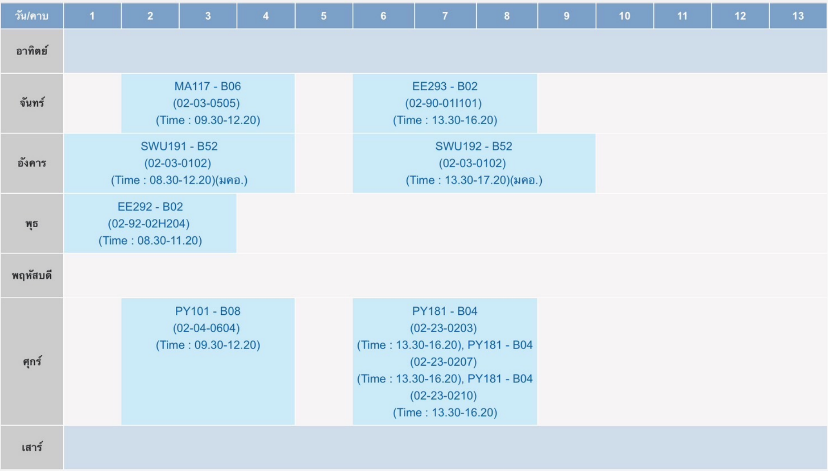 วัน/คาบ 1 2 3 4 5 6 7 8 9 10 11 12 13
อาทิตย์
จันทร์
MA117 - B06
(02-03-0505)
(Time : 09.30-12.20)
EE293 - B02
(02-90-01I101)
(Time : 13.30-16.20)
อังคาร
SWU191 - B52
(02-03-0102)
(Time : 08.30-12.20)(มคอ.)
SWU192 - B52
(02-03-0102)
(Time : 13.30-17.20)(มคอ.)
พุธ
EE292 - B02
(02-92-02H204)
(Time : 08.30-11.20)
พฤหัสบดี
ศุกร์
PY101 - B08
(02-04-0604)
(Time : 09.30-12.20)
PY181 - B04
(02-23-0203)
(Time : 13.30-16.20), PY181 - B04
(02-23-0207)
(Time : 13.30-16.20), PY181 - B04
(02-23-0210)
(Time : 13.30-16.20)
เสาร์